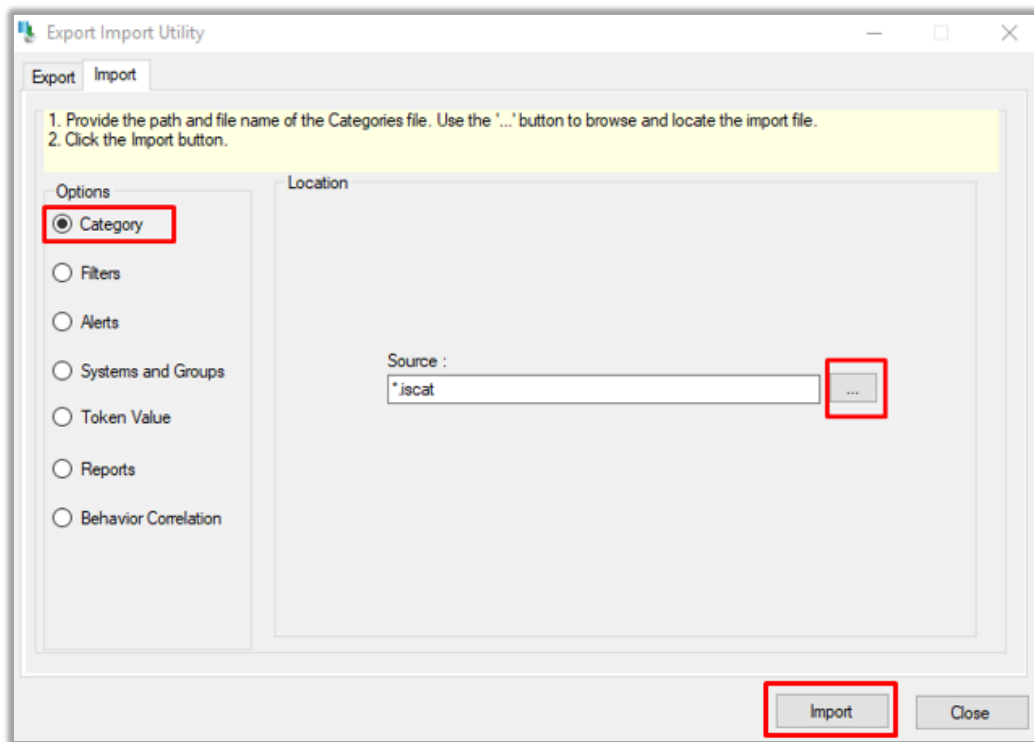 Export Import Utility
Export
Import
1. Provide the path and file name of the Categories file. Use the '...' button to browse and locate the import file.
2. Click the Import button.
Options
Category
Filters
Alerts
Systems and Groups
Token Value
Reports
Behavior Correlation
Location
Source :
*.iscat
...
Import
Close